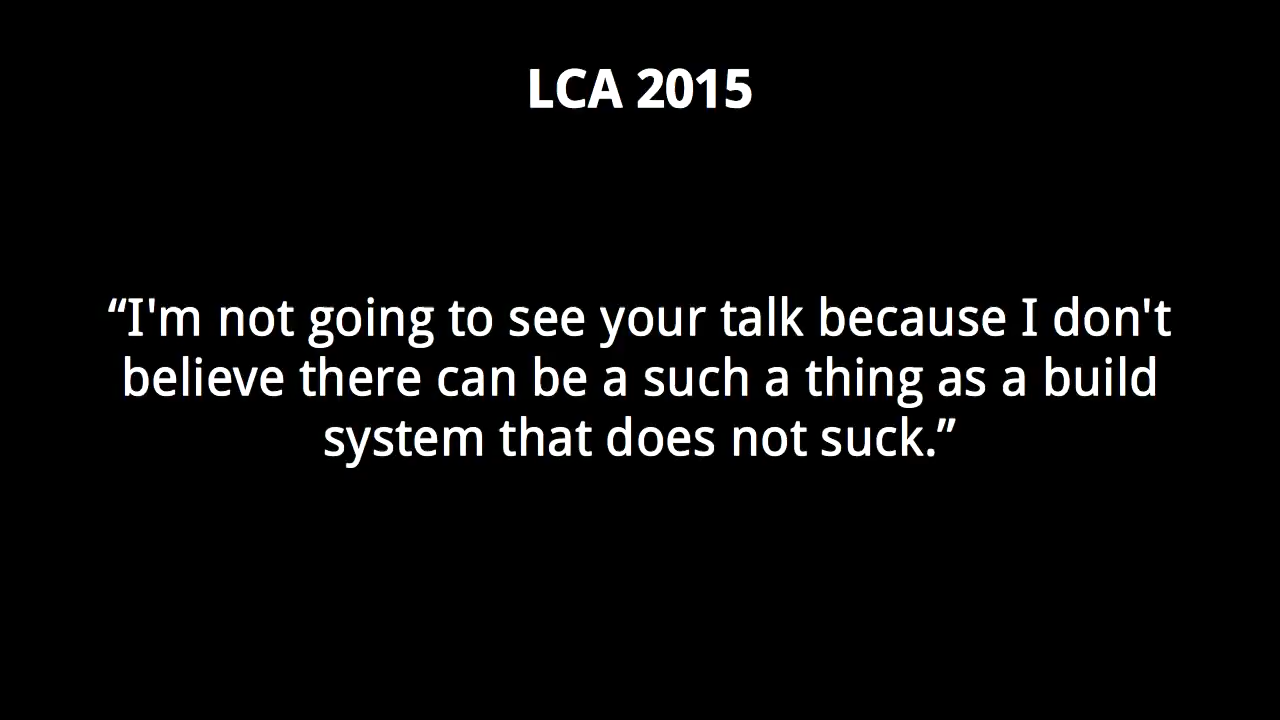 LCA 2015
“I'm not going to see your talk because I don't
believe there can be a such a thing as a build
system that does not suck.”